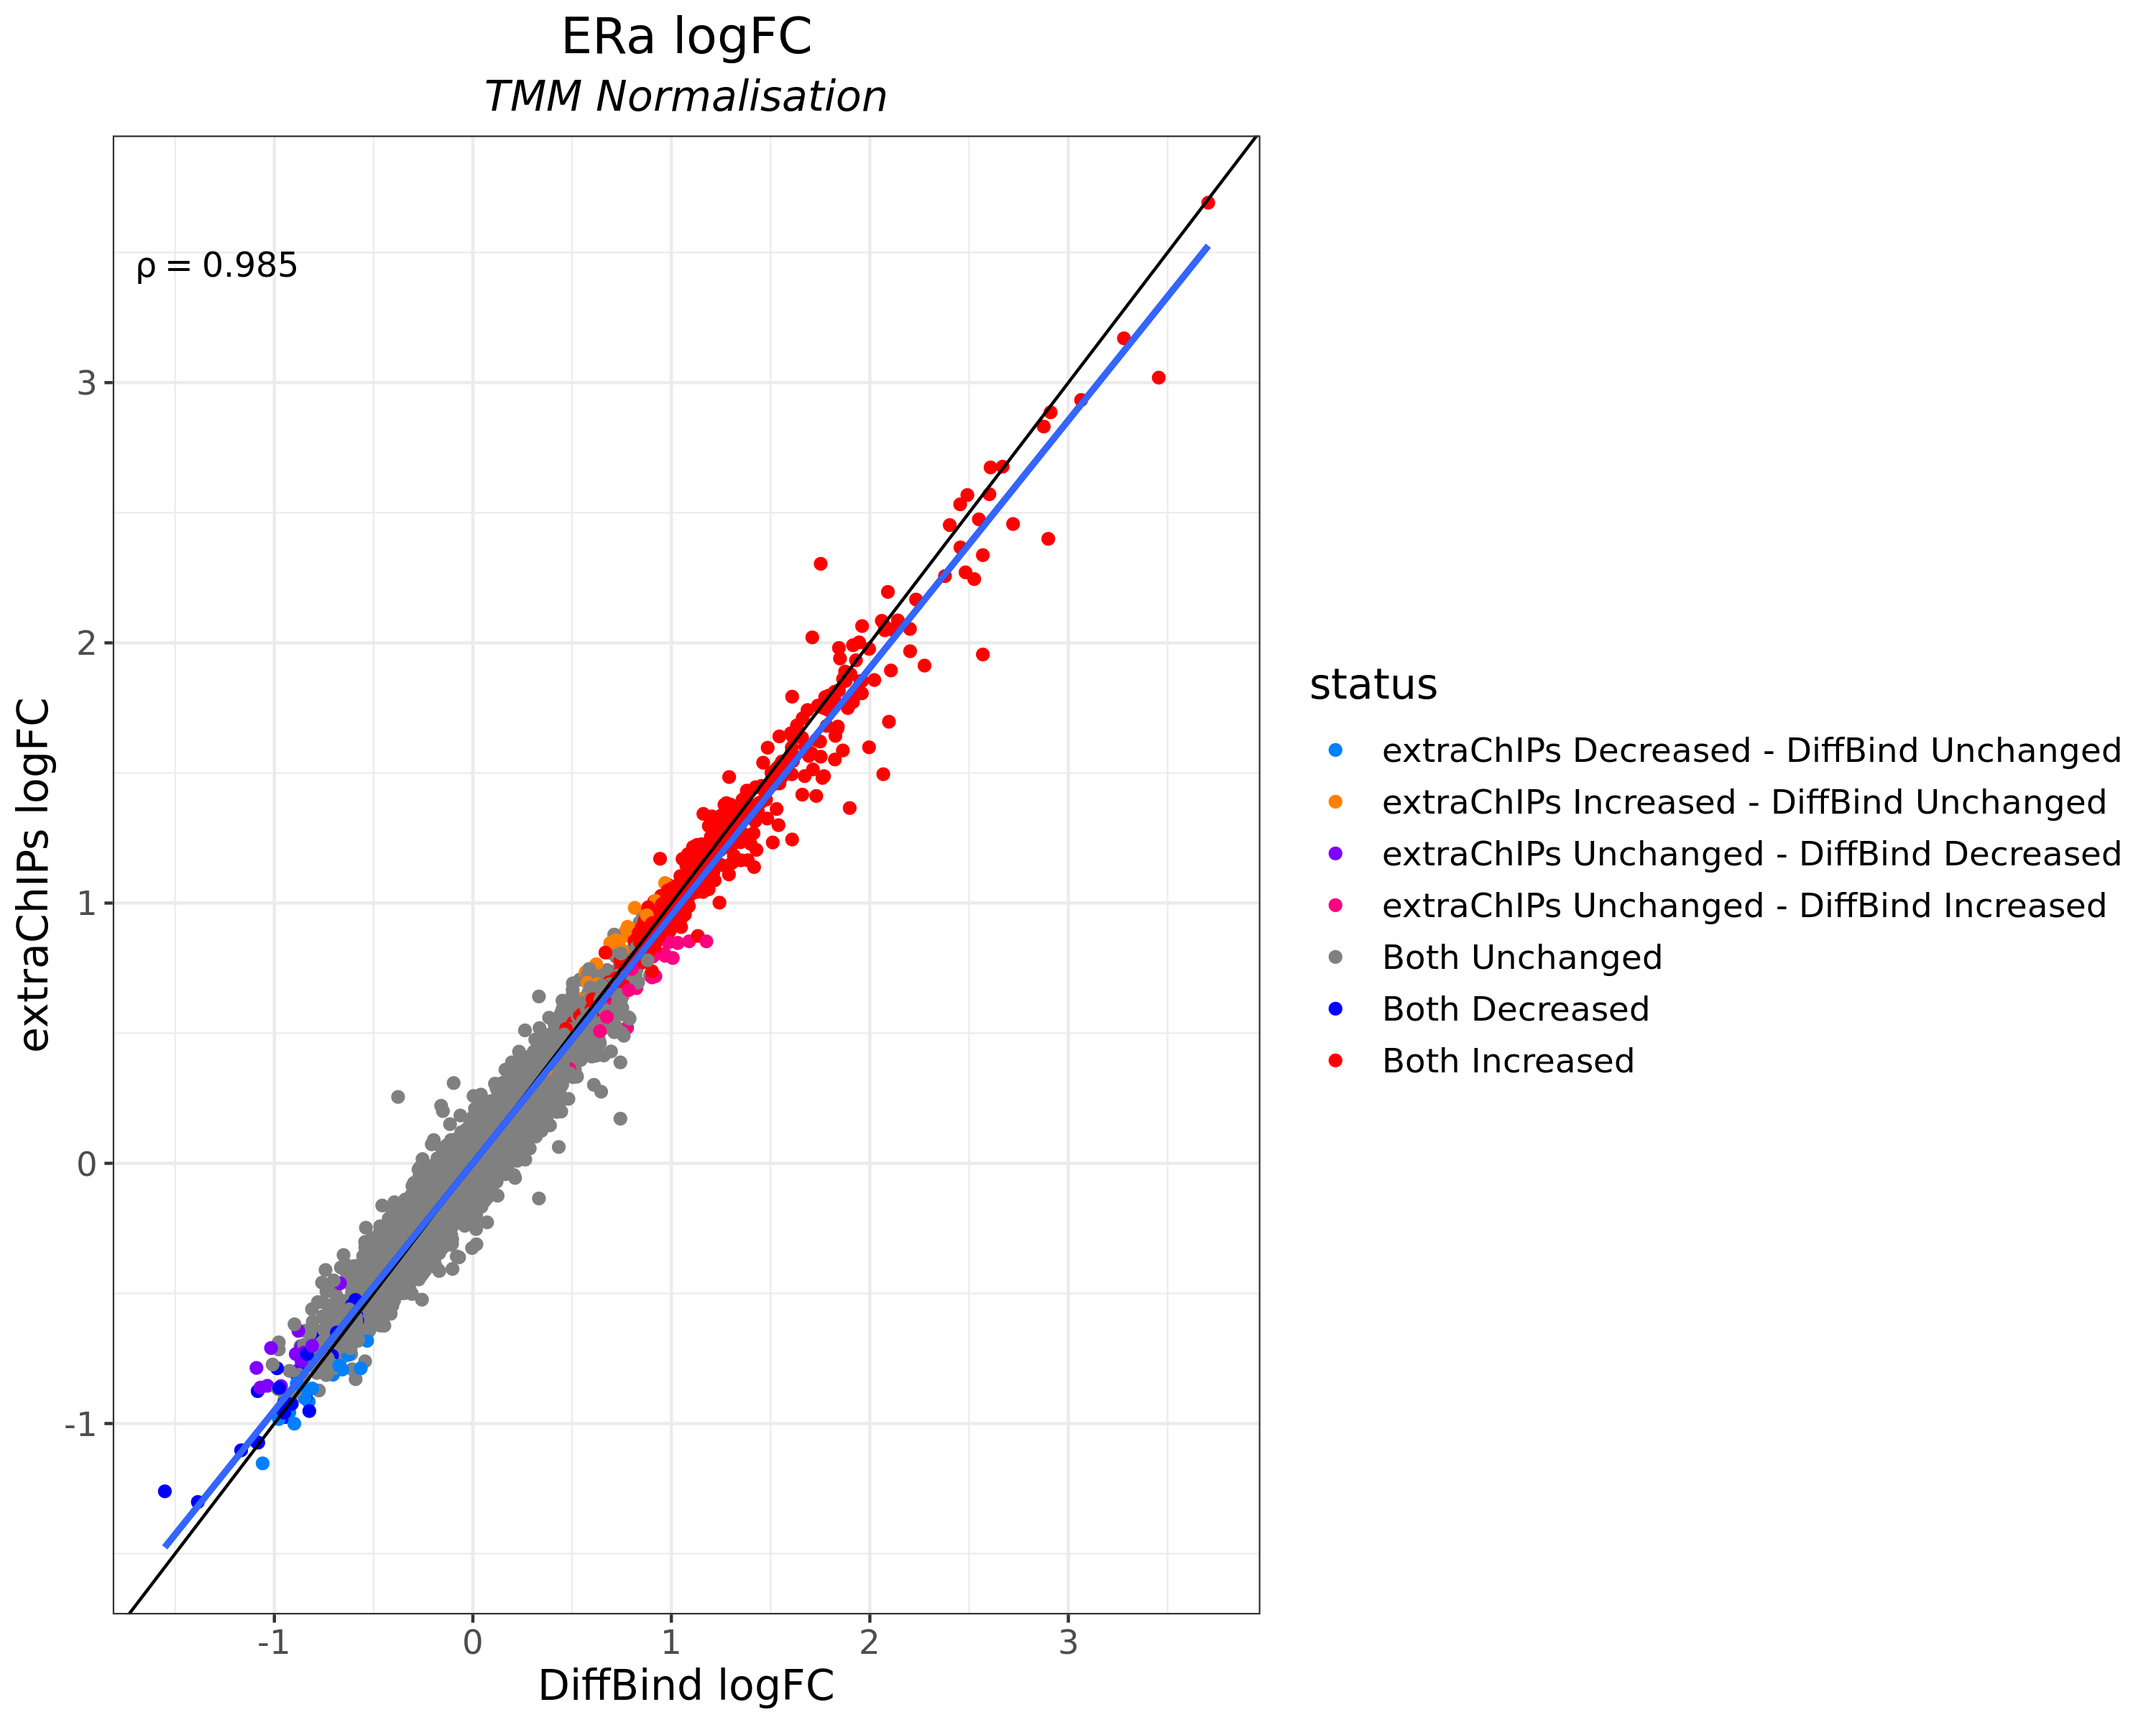 ERa logFC
TMM Normalisation
ρ = 0.985
3
2
1
0
-1
extraChIPs logFC
-1 0 1 2 3
DiffBind logFC
status
extraChIPs Decreased - DiffBind Unchanged
extraChIPs Increased - DiffBind Unchanged
extraChIPs Unchanged - DiffBind Decreased
extraChIPs Unchanged - DiffBind Increased
Both Unchanged
Both Decreased
Both Increased